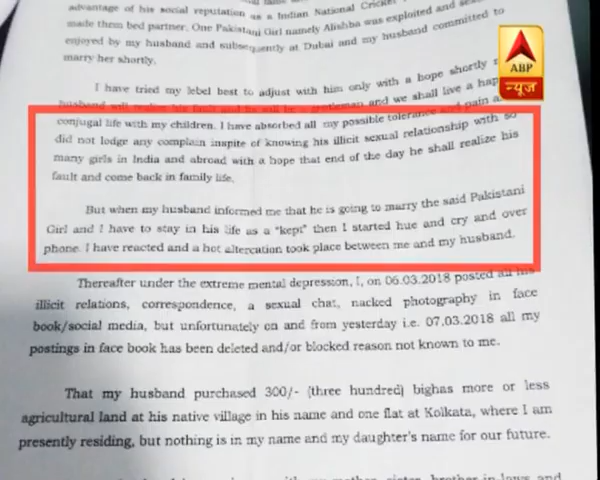 advantage of his social reputation as a Indian National Cricket
made them bed partner. One Pakistani Girl namely Alishba was exploited and
enjoyed by my husband and subsequently at Dubai and my husband committed to
marry her shortly.
ABP
न्यूज़
I have tried my lebel best to adjust with him only with a hope shortly
husband will realize his fault and he will be a gentleman and we shall live a
conjugal life with my children. I have absorbed all my possible tolerance and pain
did not lodge any complain inspite of knowing his illicit sexual relationship with so
many girls in India and abroad with a hope that end of the day he shall realize his
fault and come back in family life.
But when my husband informed me that he is going to marry the said Pakistani
Girl and I have to stay in his life as a "kept" then I started hue and cry and over
phone. I have reacted and a hot altercation took place between me and my husband.
Thereafter under the extreme mental depression, I, on 06.03.2018 posted all his
illicit relations, correspondence, a sexual chat, nacked photography in face
book/social media, but unfortunately on and from yesterday i.e. 07.03.2018 all my
postings in face book has been deleted and/or blocked reason not known to me.
That my husband purchased 300/- (three hundred) bighas more or less
agricultural land at his native village in his name and one flat at Kolkata, where I am
presently residing, but nothing is in my name and my daughter's name for our future.